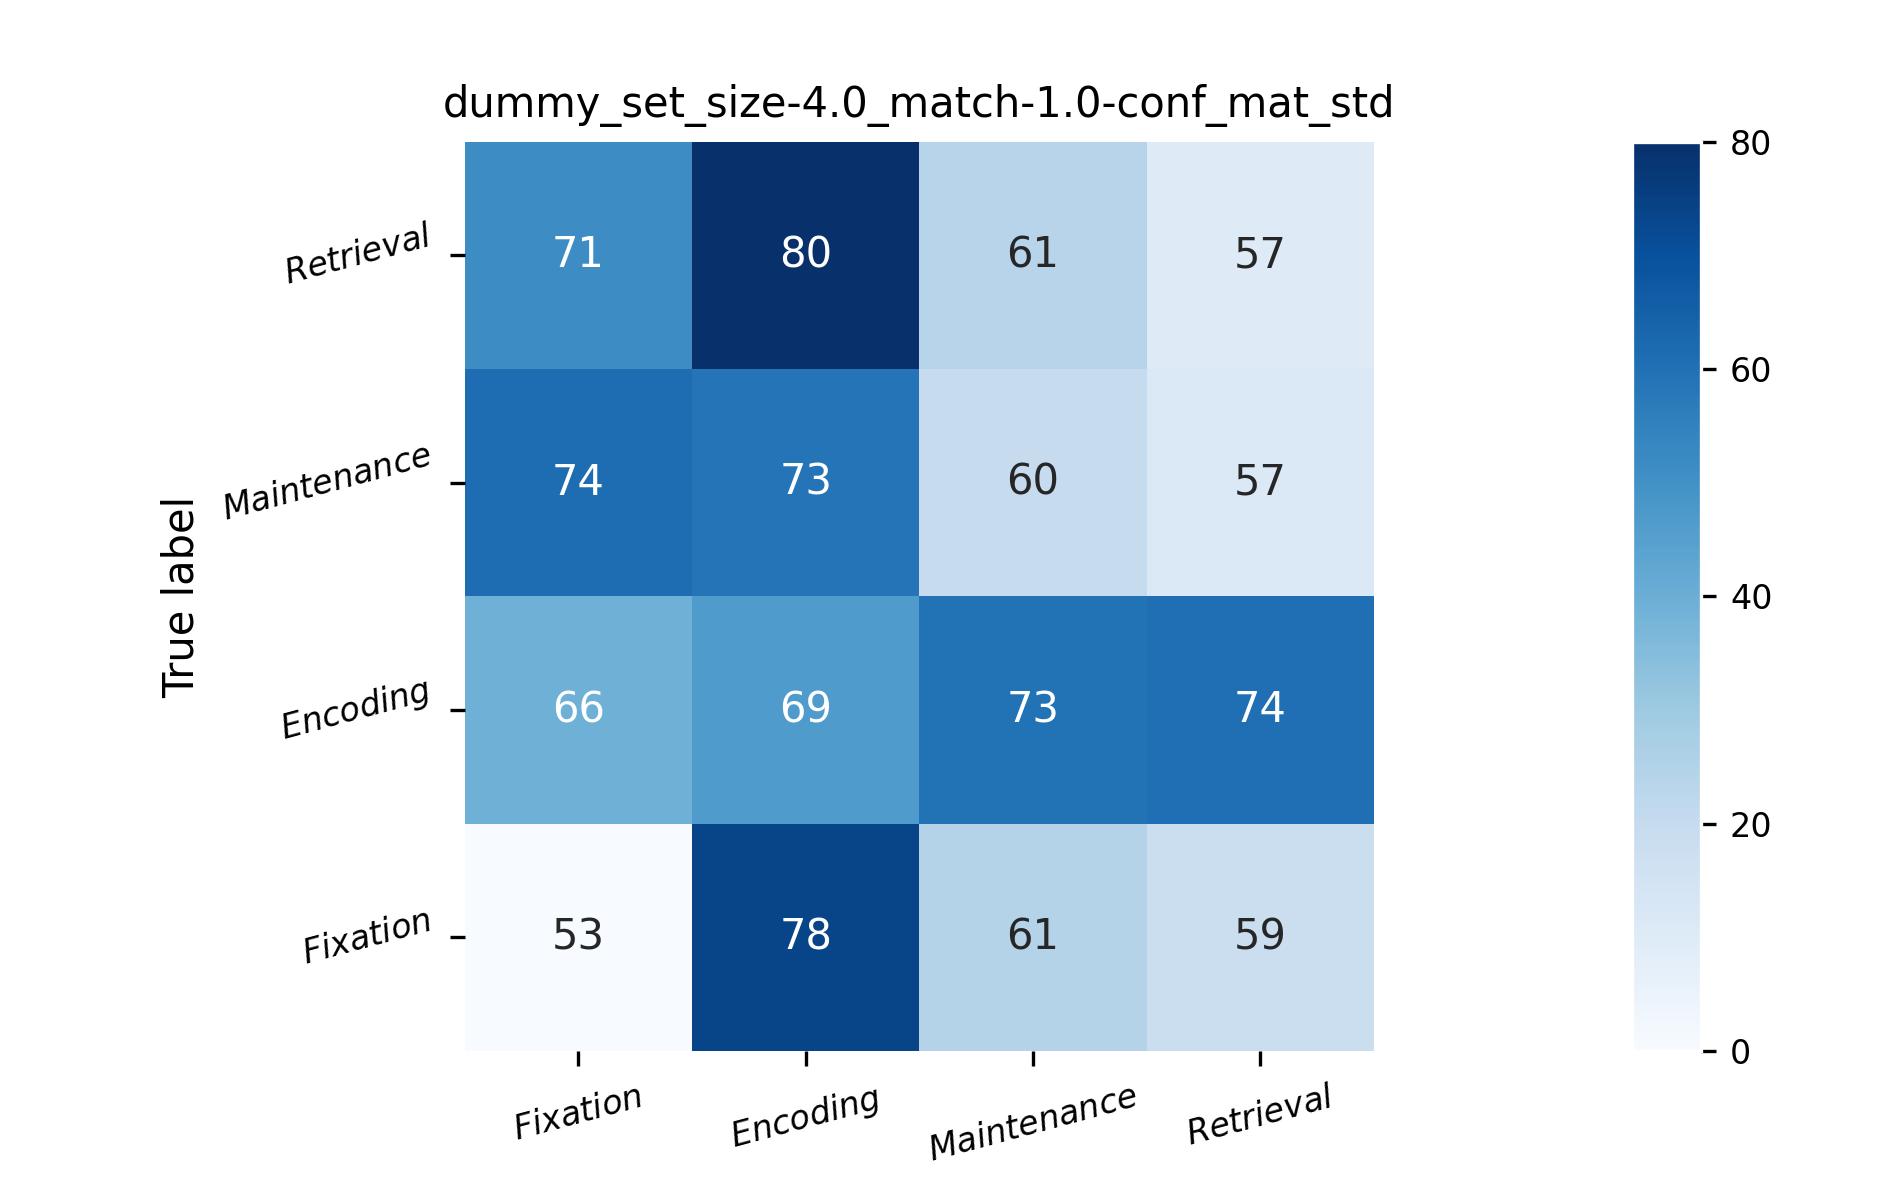 dummy_set_size-4.0_match-1.0-conf_mat_std
True label
Retrieval 71 80 61 57
Maintenance 74 73 60 57
Encoding 66 69 73 74
Fixation 53 78 61 59
Fixation Encoding Maintenance Retrieval
80
60
40
20
0